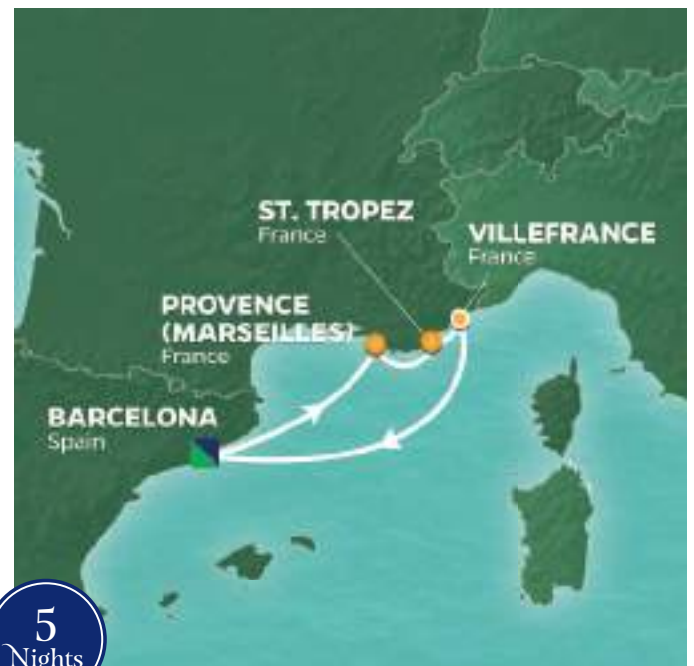 ST. TROPEZ
France
VILLEFRANCE
France
PROVENCE
(MARSEILLES)
France
BARCELONA
Spain
5
Nights